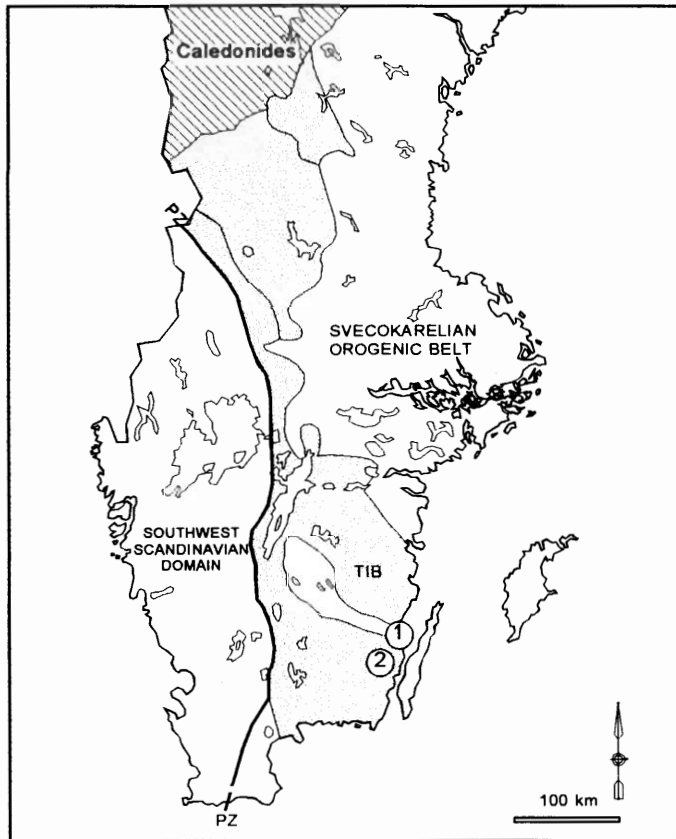 Caledonides
PZ
SVECOKARELIAN
OROGENIC BELT
SOUTHWEST
SCANDINAVIAN
DOMAIN
TIB
1
2
100 km
PZ